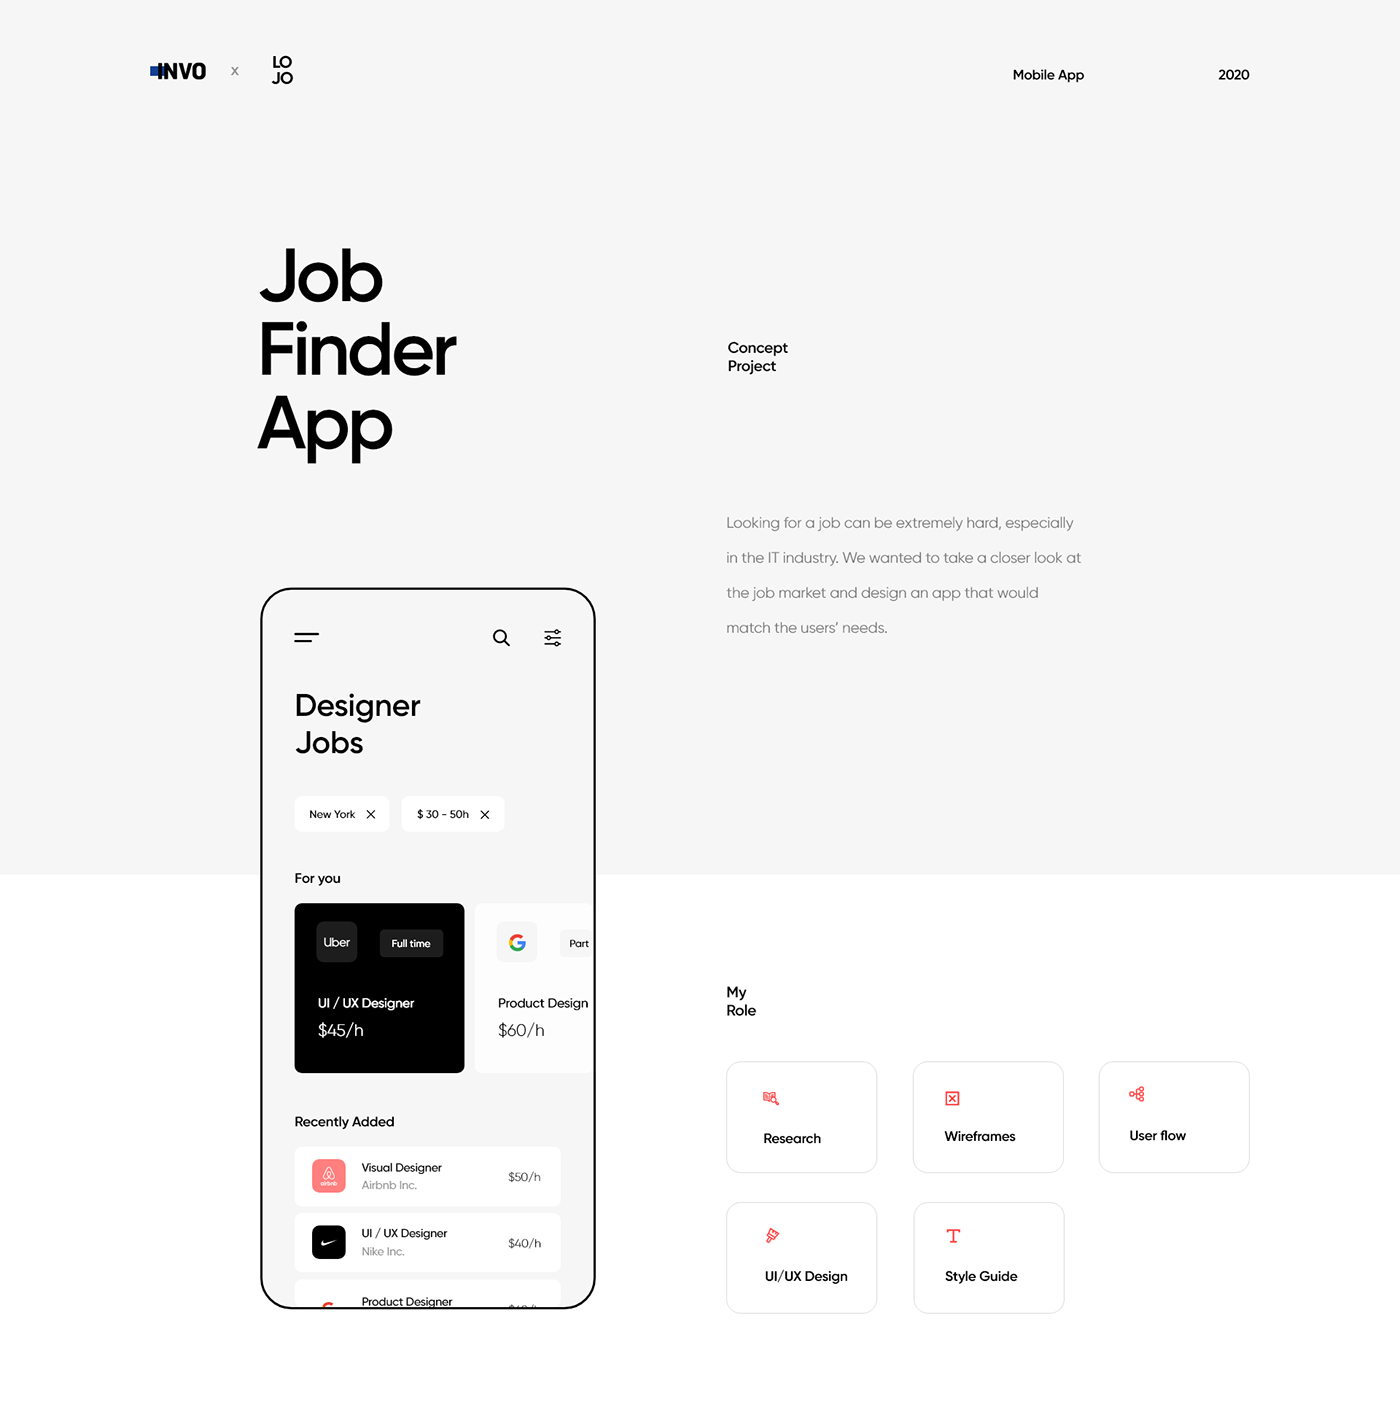 INVO x LO
JO
Mobile App
2020
Job
Finder
App
Concept
Project
Looking for a job can be extremely hard, especially
in the IT industry. We wanted to take a closer look at
the job market and design an app that would
match the users’ needs.
Designer
Jobs
New York
$ 30 - 50h
For you
Uber
Full time
UI / UX Designer
$45/h
G
Part
Product Design
$60/h
Recently Added
airbnb
Visual Designer
Airbnb Inc.
$50/h
UI / UX Designer
Nike Inc.
$40/h
Product Designer
My
Role
Research
Wireframes
User flow
UI/UX Design
Style Guide